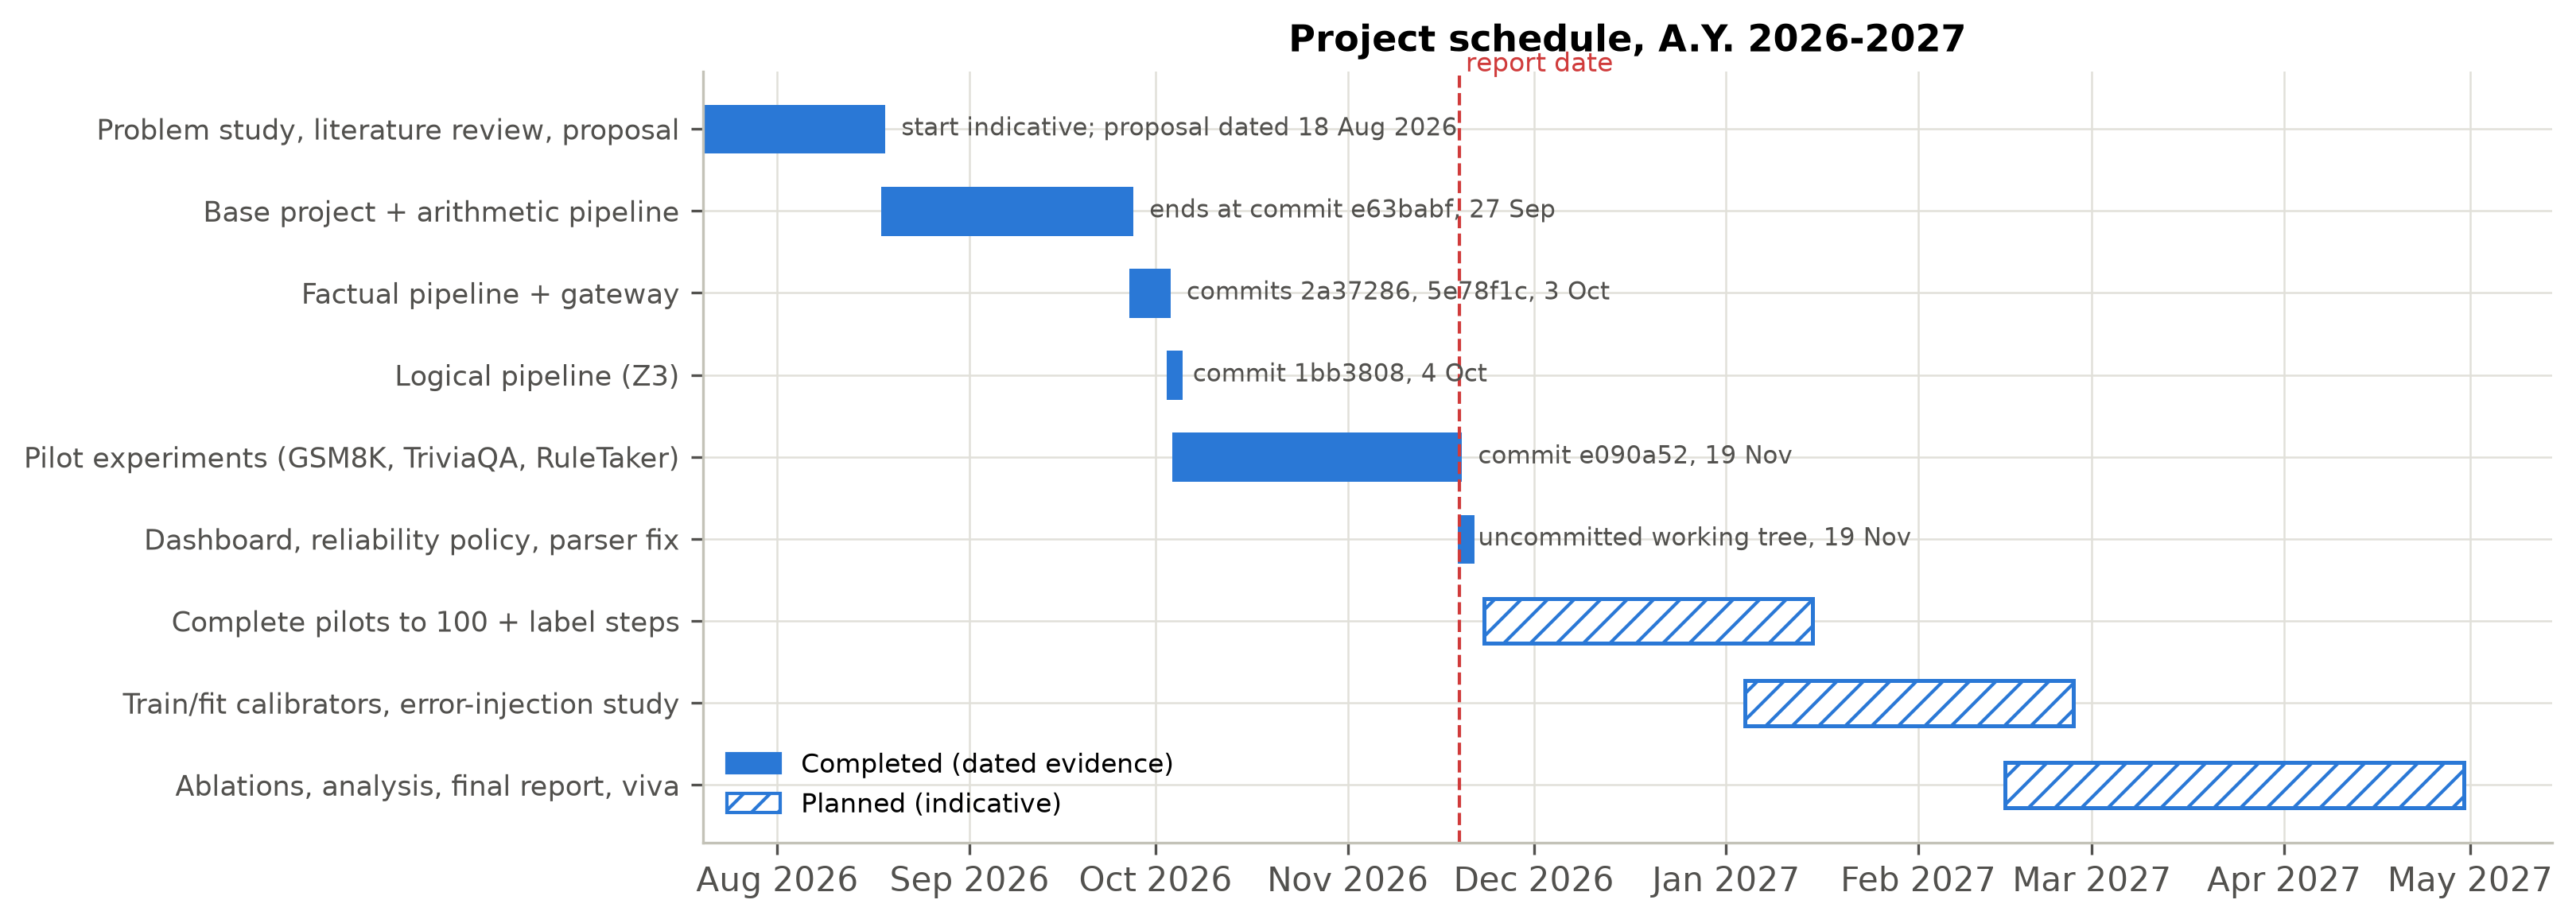 Project schedule, A.Y. 2026-2027
report date
Problem study, literature review, proposal
start indicative; proposal dated 18 Aug 2026
Base project + arithmetic pipeline
ends at commit e63babf, 27 Sep
Factual pipeline + gateway
commits 2a37286, 5e78f1c, 3 Oct
Logical pipeline (Z3)
commit 1bb3808, 4 Oct
Pilot experiments (GSM8K, TriviaQA, RuleTaker)
commit e090a52, 19 Nov
Dashboard, reliability policy, parser fix
uncommitted working tree, 19 Nov
Complete pilots to 100 + label steps
Train/fit calibrators, error-injection study
Ablations, analysis, final report, viva
Completed (dated evidence)
Planned (indicative)
Aug 2026 Sep 2026 Oct 2026 Nov 2026 Dec 2026 Jan 2027 Feb 2027 Mar 2027 Apr 2027 May 2027